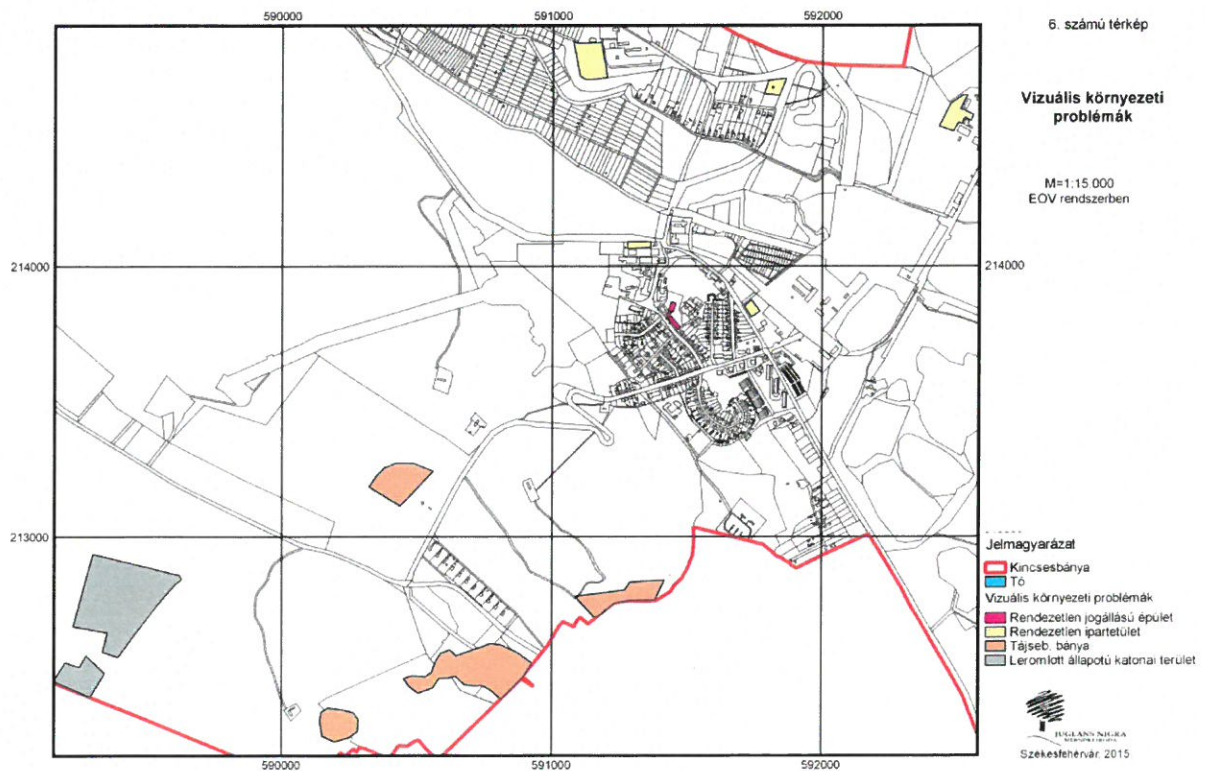 590000
591000
592000
6. számú térkép
Vizuális környezeti
problémák
M=1:15.000
EOV rendszerben
214000
214000
213000
213000
Jelmagyarázat
Kincsesbánya
Tó
Vizuális környezeti problémák
Rendezetlen jogállású épület
Rendezetlen ipartetület
Tájseb, bánya
Leromlott állapotú katonai terület
JUGLANS NIGRA
Székesfehérvár, 2015
590000
591000
592000